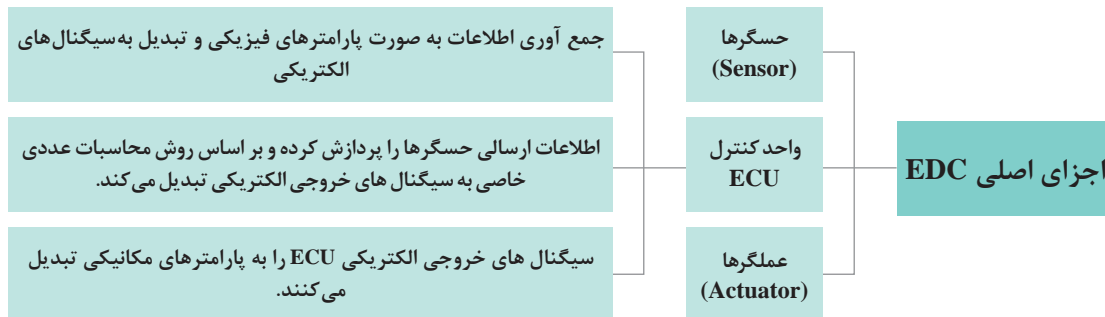 اجزای اصلی EDC
حسگرها
(Sensor)
جمع آوری اطلاعات به صورت پارامترهای فیزیکی و تبدیل به‌سیگنال‌های
الکتریکی
واحد کنترل
ECU
اطلاعات ارسالی حسگرها را پردازش کرده و بر اساس روش محاسبات عددی
خاصی به سیگنال های خروجی الکتریکی تبدیل می‌کند.
عملگرها
(Actuator)
سیگنال های خروجی الکتریکی ECU را به پارامترهای مکانیکی تبدیل
می‌کنند.